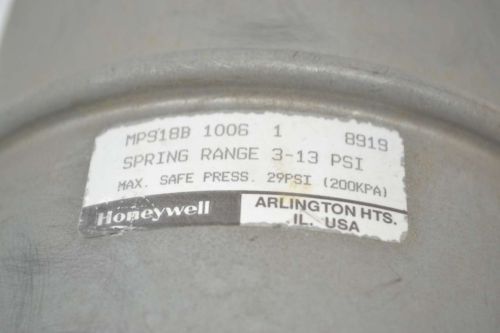 MP918B 1006 1 8919
SPRING RANGE 3-13 PSI
MAX. SAFE PRESS. 29PSI (200KPA)
Honeywell ARLINGTON HTS.
IL. USA